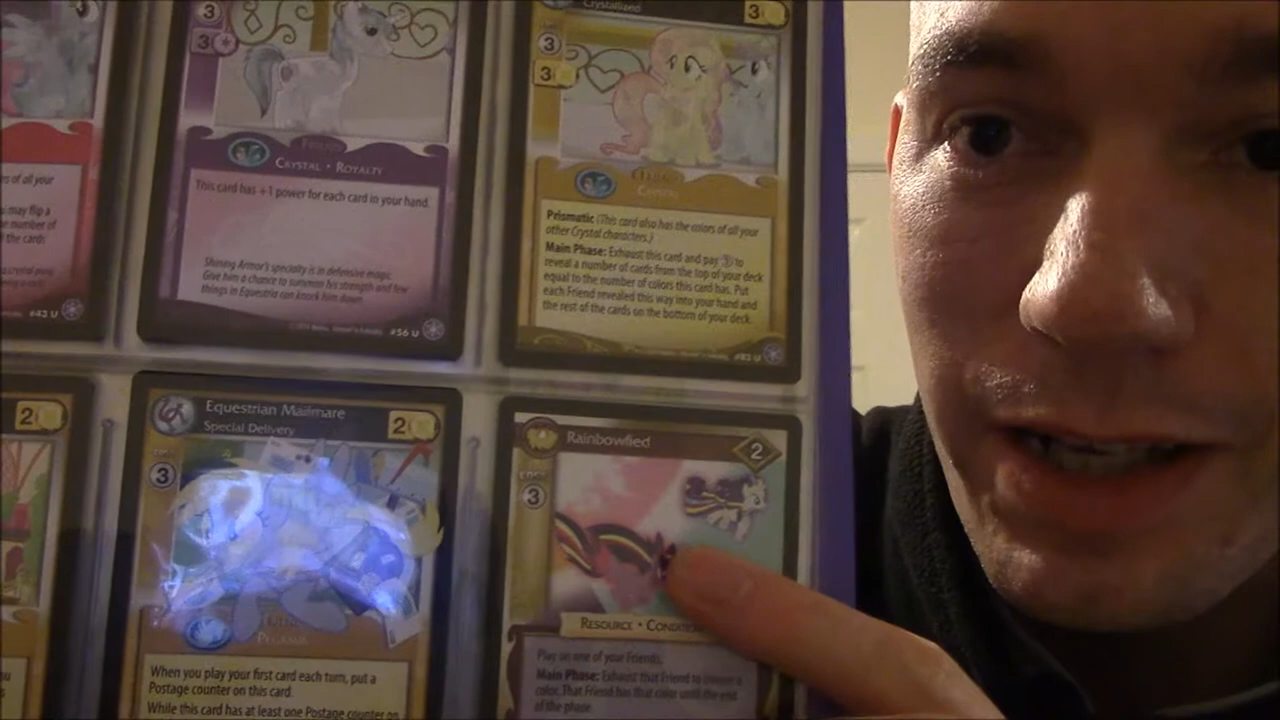 s of all your
may flip a
number of
the cards
#42 U
3
3
Friend
Crystal • Royalty
This card has +1 power for each card in your hand.
Shining Armor's specialty is in defensive magic.
Give him a chance to summon his strength and few
things in Equestria can knock him down.
#56 U
Crystallized
3
3
3
Friend
Crystal
Prismatic (This card also has the colors of all your
other Crystal characters.)
Main Phase: Exhaust this card and pay to
reveal a number of cards from the top of your deck
equal to the number of colors this card has. Put
each Friend revealed this way into your hand and
the rest of the cards on the bottom of your deck.
#82 U
2
Equestrian Mailmare
Special Delivery
2
3
Friend
Pegasus
When you play your first card each turn, put a
Postage counter on this card.
While this card has at least one Postage counter on
Rainbowfied
2
3
Resource • Condition
Play on one of your Friends.
Main Phase: Exhaust that Friend to choose a
color. That Friend has that color until the end
of the phase.